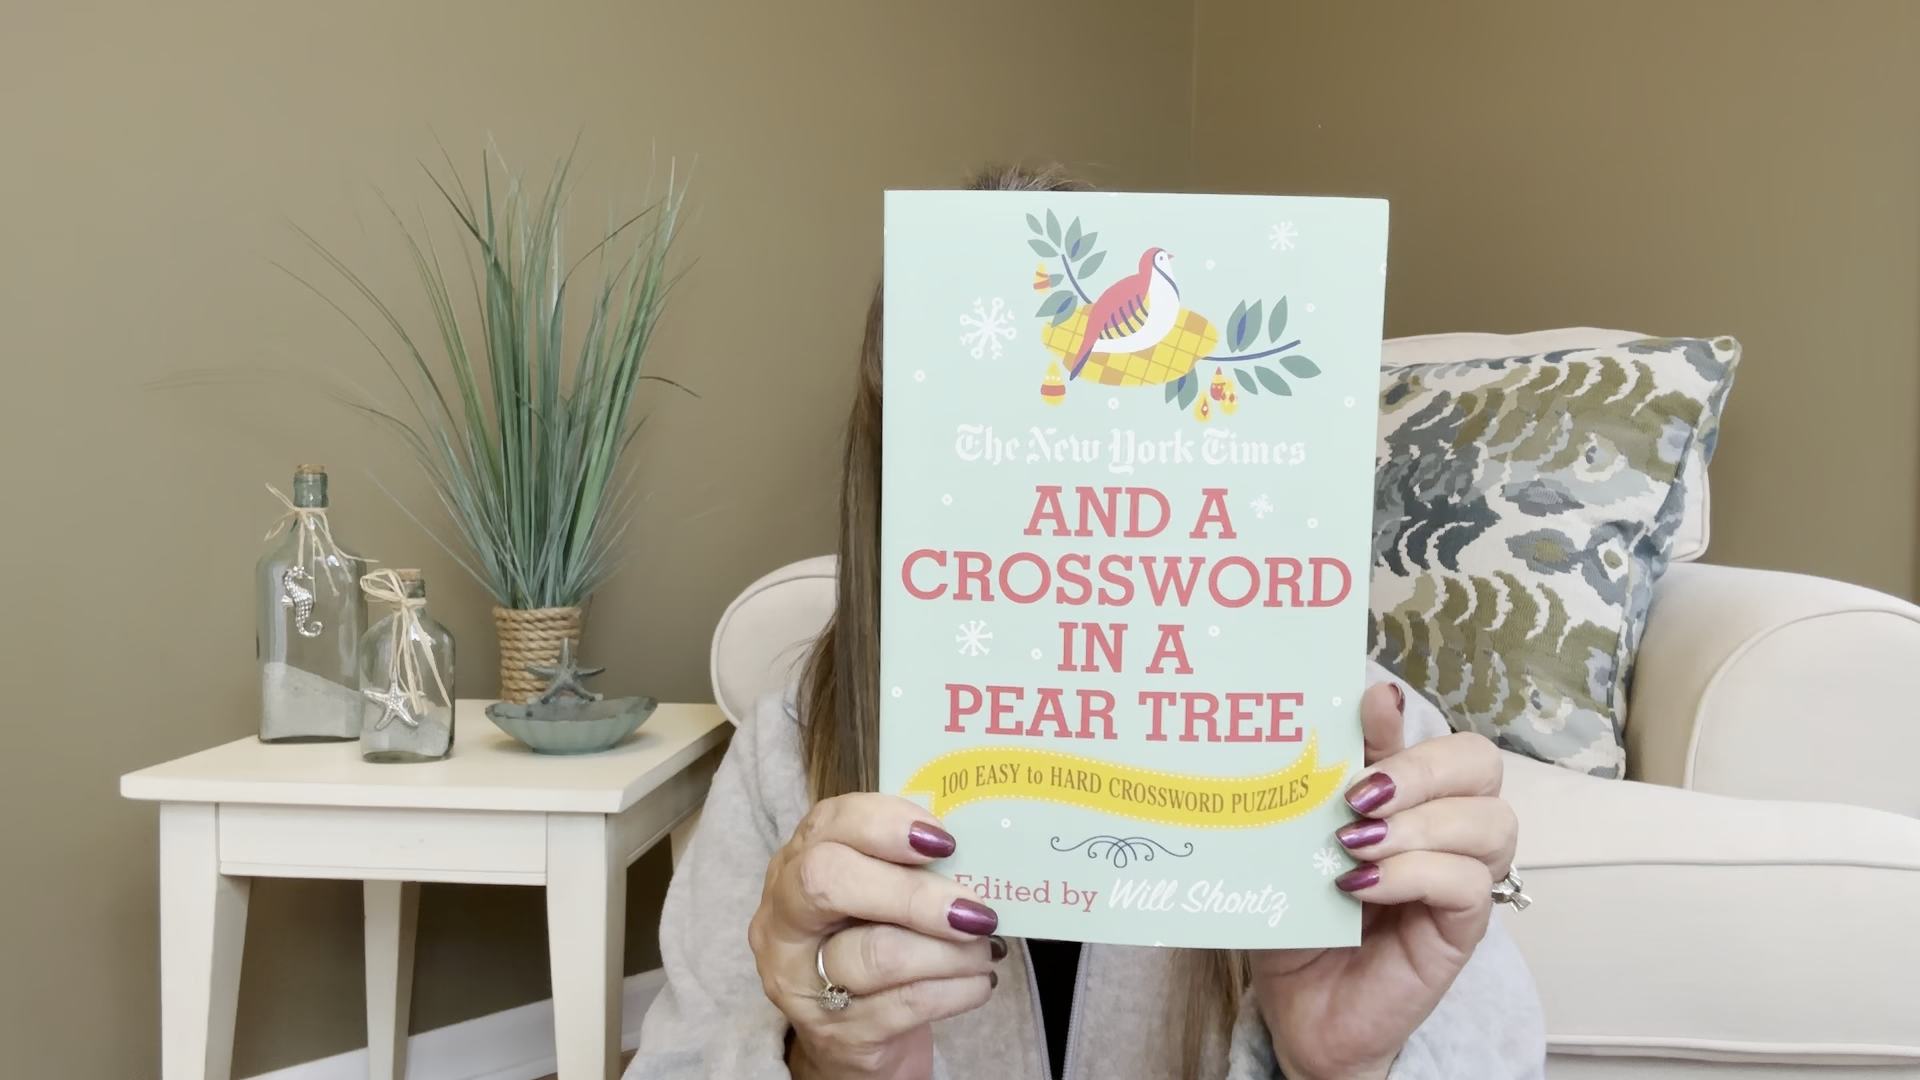 The New York Times
AND A
CROSSWORD
IN A
PEAR TREE
100 EASY to HARD CROSSWORD PUZZLES
Edited by Will Shortz